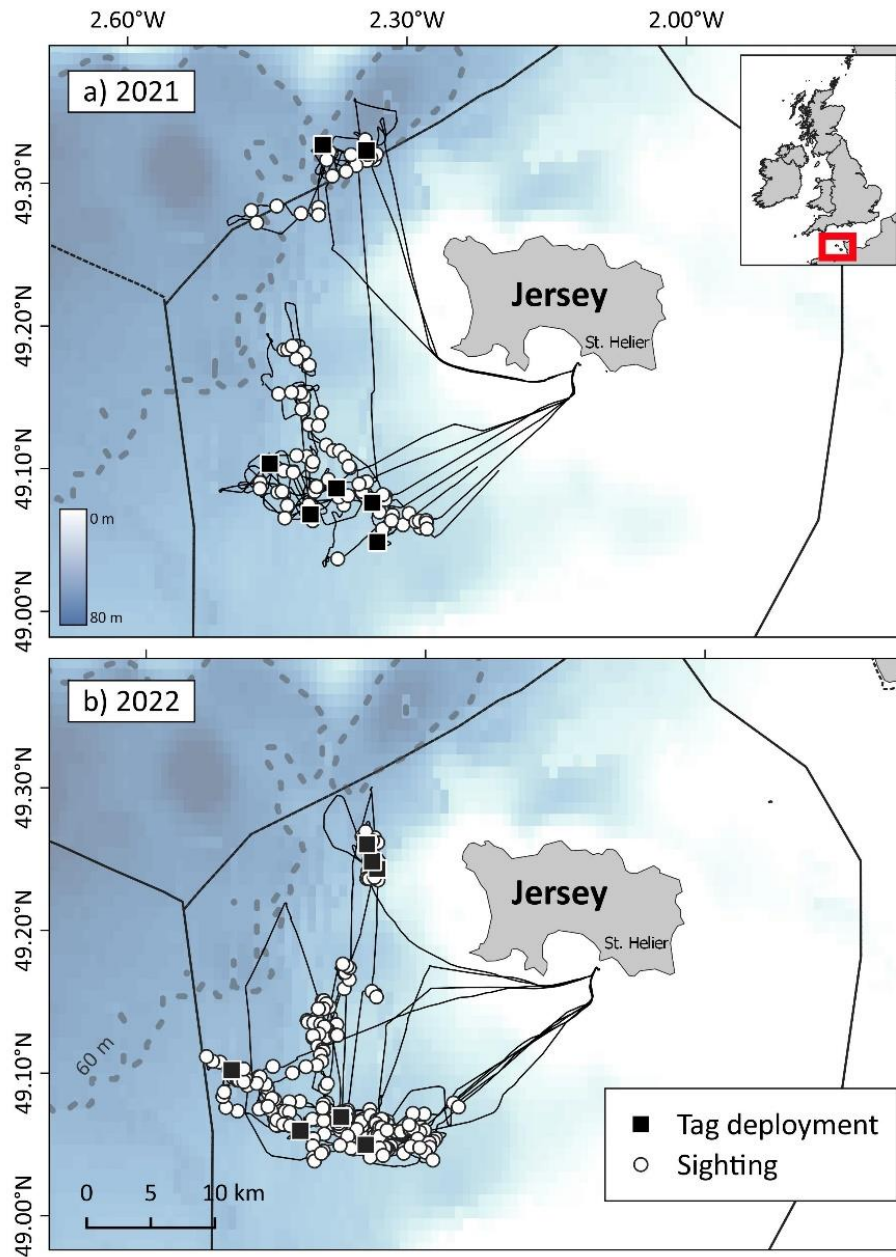 2.60°W 2.30°W 2.00°W
a) 2021
49.30°N
Jersey
St. Helier
49.20°N
49.10°N
0 m
80 m
49.00°N
b) 2022
49.30°N
Jersey
49.20°N
St. Helier
60 m
49.10°N
Tag deployment
Sighting
0 5 10 km
49.00°N